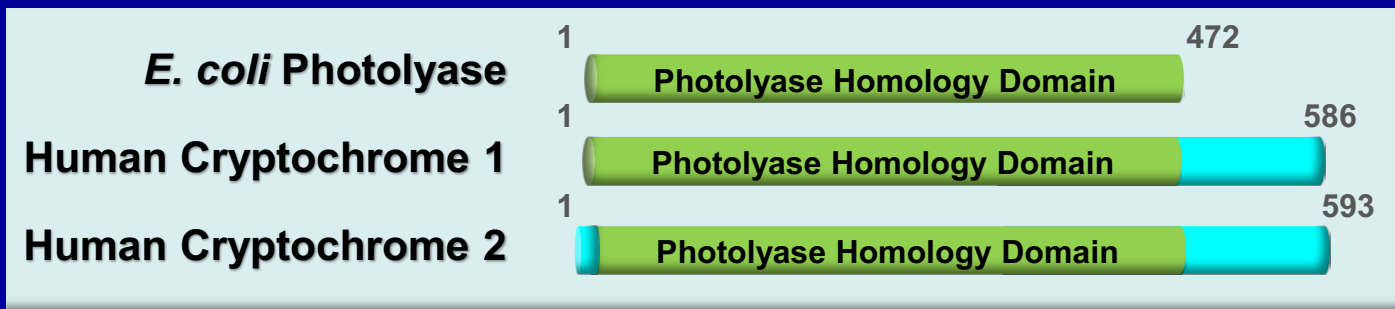 1 472
E. coli Photolyase Photolyase Homology Domain
1 586
Human Cryptochrome 1 Photolyase Homology Domain
1 593
Human Cryptochrome 2 Photolyase Homology Domain